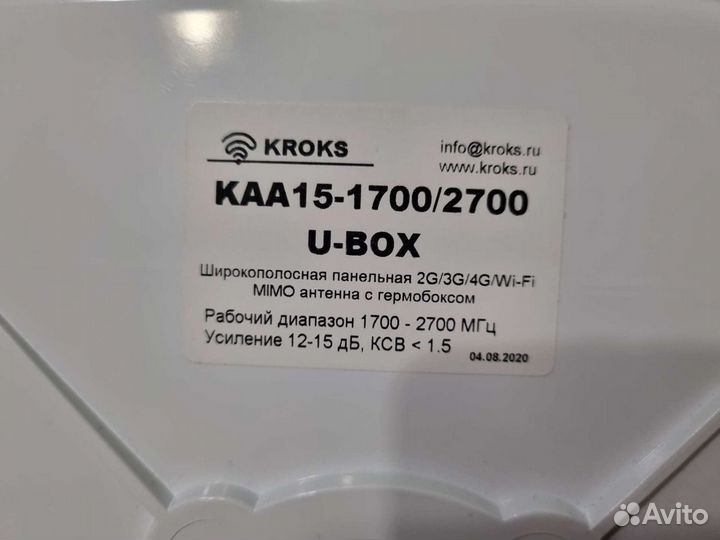 KROKS
info@kroks.ru
www.kroks.ru
KAA15-1700/2700
U-BOX
Широкополосная панельная 2G/3G/4G/Wi-Fi
MIMO антенна с гермобоксом
Рабочий диапазон 1700 - 2700 МГц
Усиление 12-15 дБ, КСВ < 1.5
04.08.2020
Avito